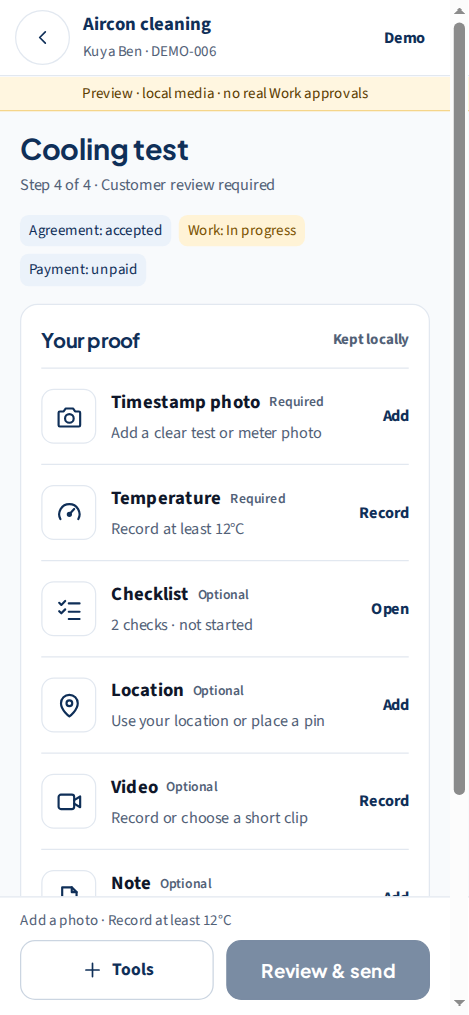 Aircon cleaning
Kuya Ben · DEMO-006
Demo
Preview · local media · no real Work approvals
Cooling test
Step 4 of 4 · Customer review required
Agreement: accepted
Work: In progress
Payment: unpaid
Your proof
Kept locally
Timestamp photo Required
Add a clear test or meter photo
Add
Temperature Required
Record at least 12°C
Record
Checklist Optional
2 checks · not started
Open
Location Optional
Use your location or place a pin
Add
Video Optional
Record or choose a short clip
Record
Note Optional
Add
Add a photo · Record at least 12°C
Tools
Review & send